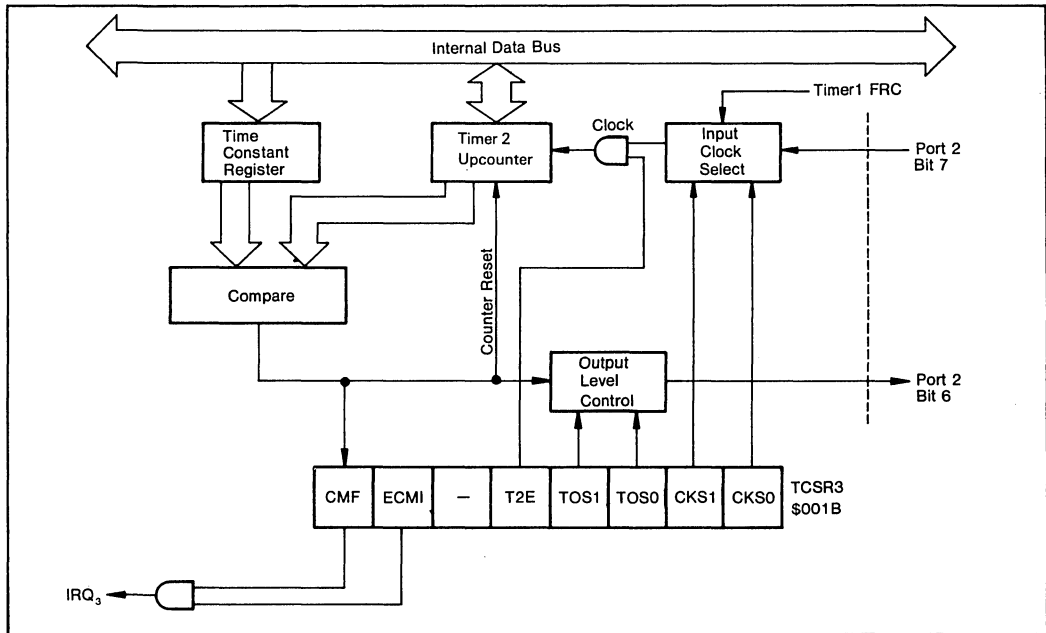 Internal Data Bus
Timer1 FRC
Time
Constant
Register
Timer 2
Upcounter
Clock
Input
Clock
Select
Port 2
Bit 7
Compare
Counter Reset
Output
Level
Control
Port 2
Bit 6
CMF ECMI — T2E TOS1 TOS0 CKS1 CKS0
TCSR3
$001B
IRQ₃